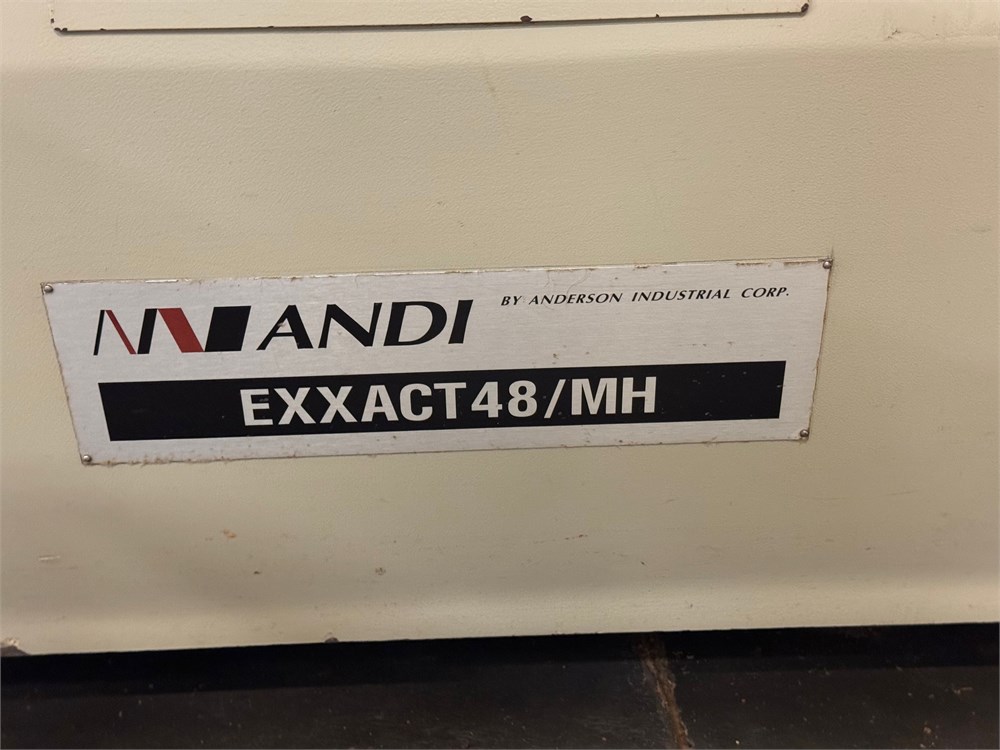 ANDI
BY ANDERSON INDUSTRIAL CORP.
EXXACT48/MH